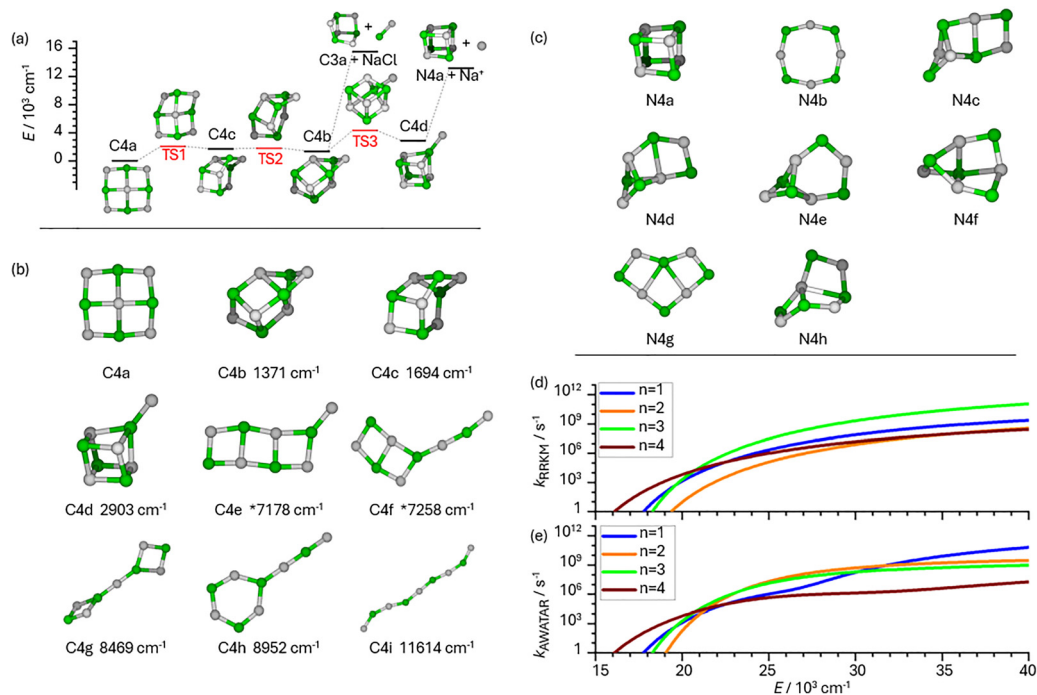 (a)
E / 10³ cm⁻¹
16
12
8
4
0
C4a
TS1
C4c
TS2
C4b
+
C3a + NaCl
TS3
C4d
+
N4a + Na⁺
(b)
C4a
C4b 1371 cm⁻¹
C4c 1694 cm⁻¹
C4d 2903 cm⁻¹
C4e *7178 cm⁻¹
C4f *7258 cm⁻¹
C4g 8469 cm⁻¹
C4h 8952 cm⁻¹
C4i 11614 cm⁻¹
(c)
N4a
N4b
N4c
N4d
N4e
N4f
N4g
N4h
(d)
kRRKM / s⁻¹
10¹²
10⁹
10⁶
10³
1
n=1
n=2
n=3
n=4
(e)
kAWATAR / s⁻¹
10¹²
10⁹
10⁶
10³
1
n=1
n=2
n=3
n=4
15 20 25 30 35 40
E / 10³ cm⁻¹